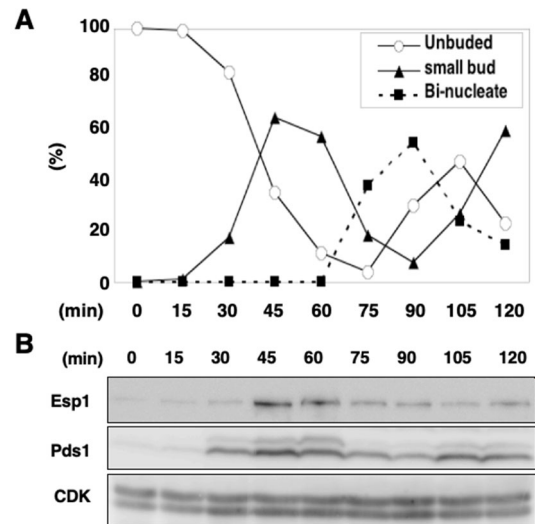 A
100
80
60
40
20
0
(%)
Unbuded
small bud
Bi-nucleate
(min) 0 15 30 45 60 75 90 105 120
B
(min) 0 15 30 45 60 75 90 105 120
Esp1
Pds1
CDK